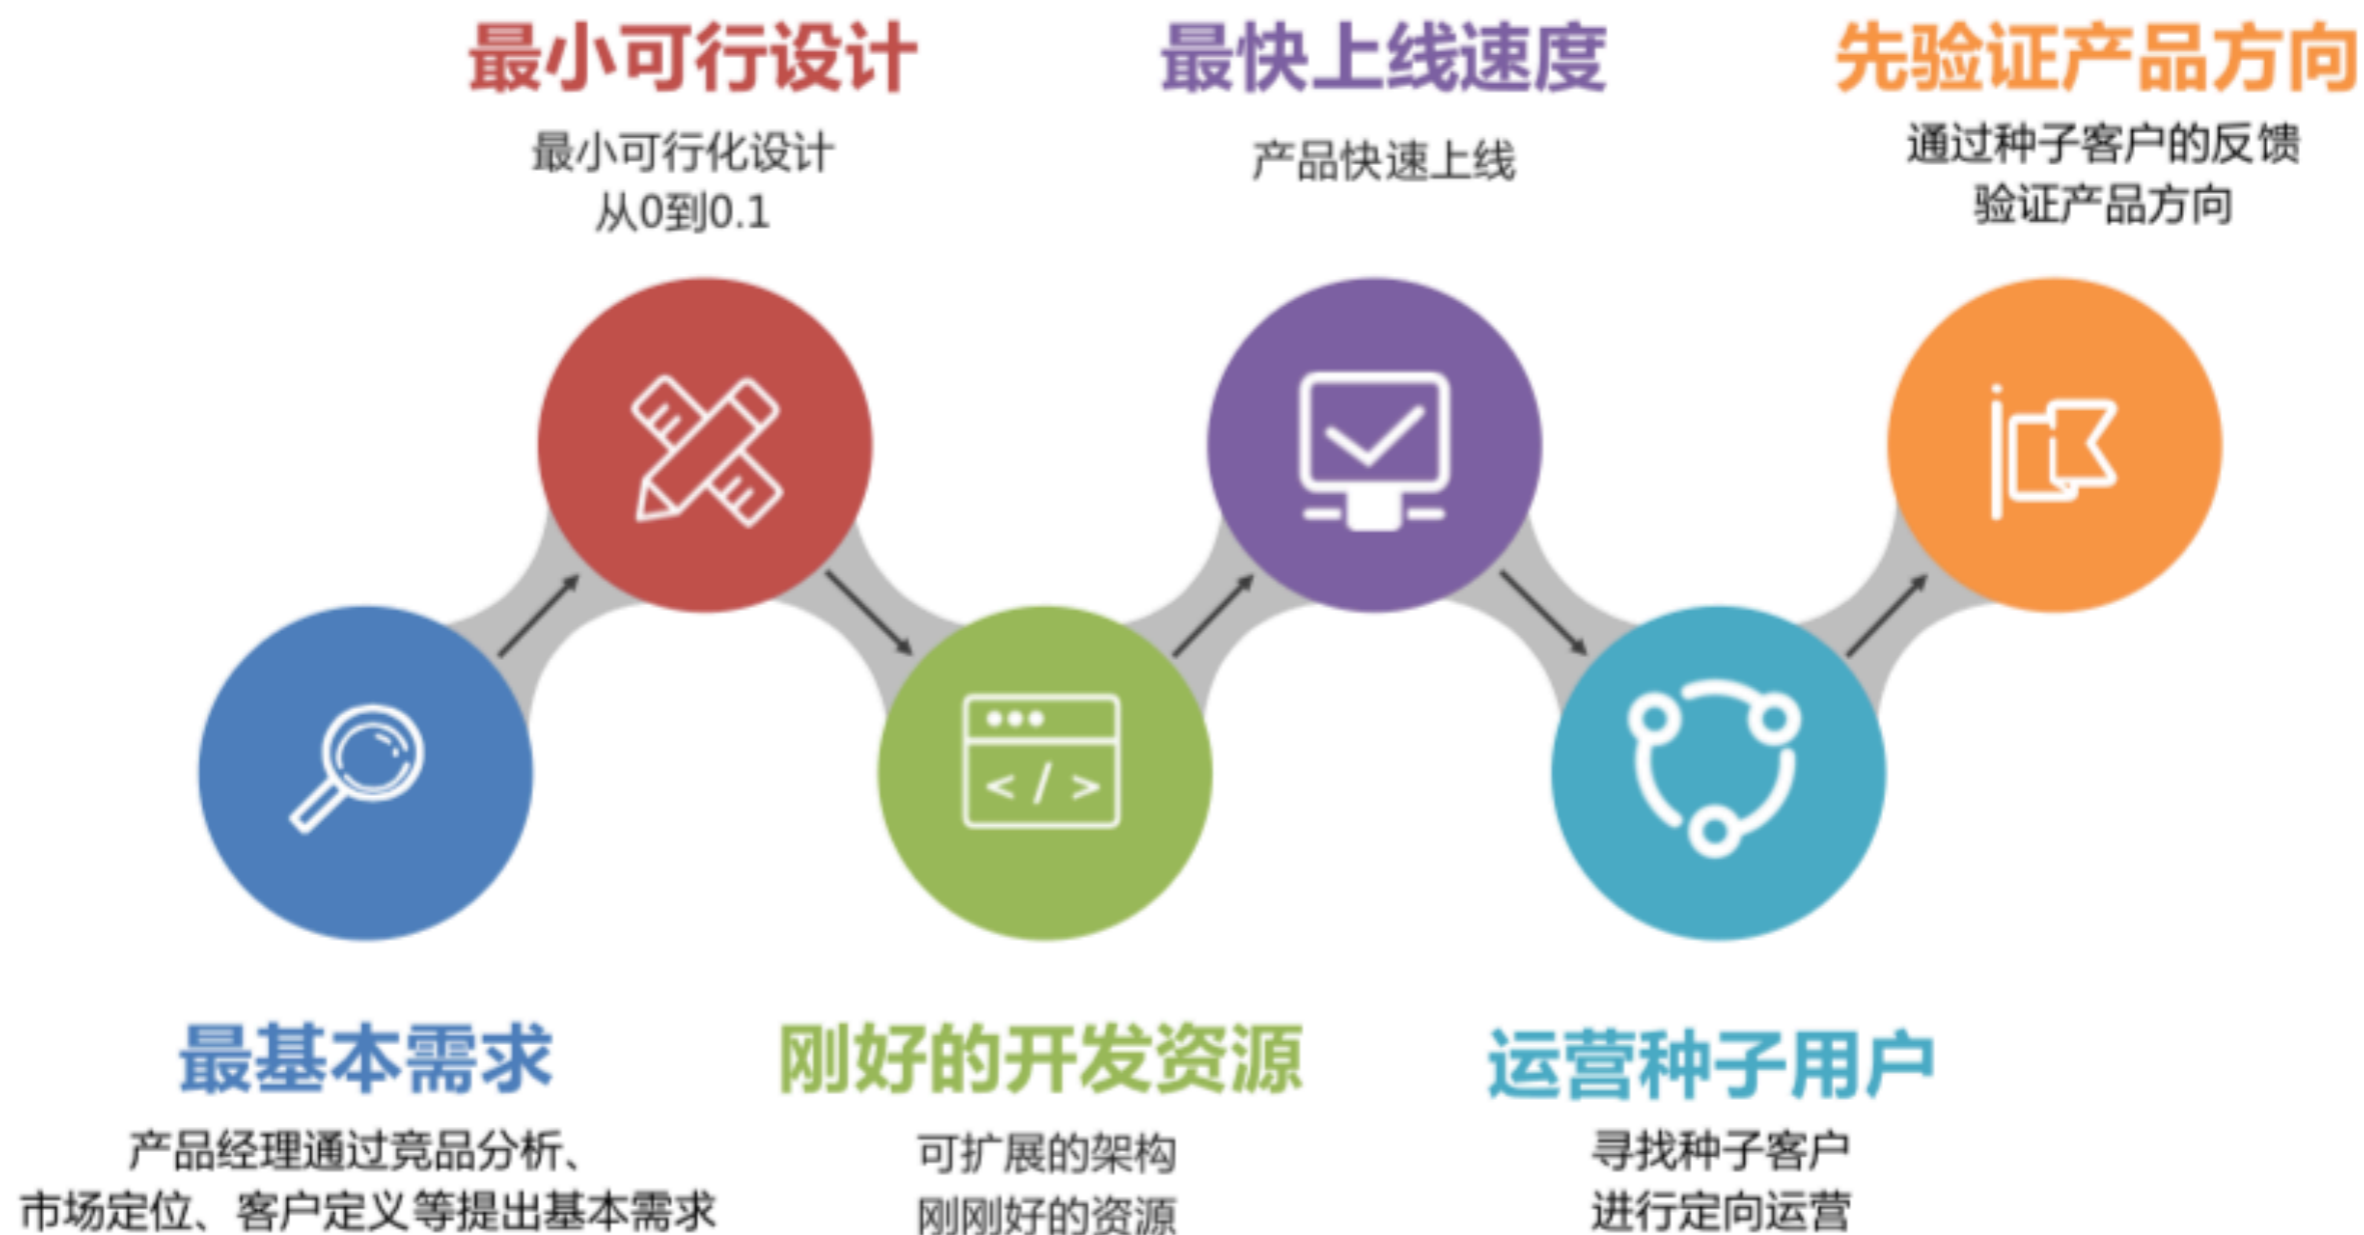 最小可行设计
最小可行化设计
从0到0.1
最快上线速度
产品快速上线
先验证产品方向
通过种子客户的反馈
验证产品方向
</>
最基本需求
产品经理通过竞品分析、
市场定位、客户定义等提出基本需求
刚好的开发资源
可扩展的架构
刚刚好的资源
运营种子用户
寻找种子客户
进行定向运营